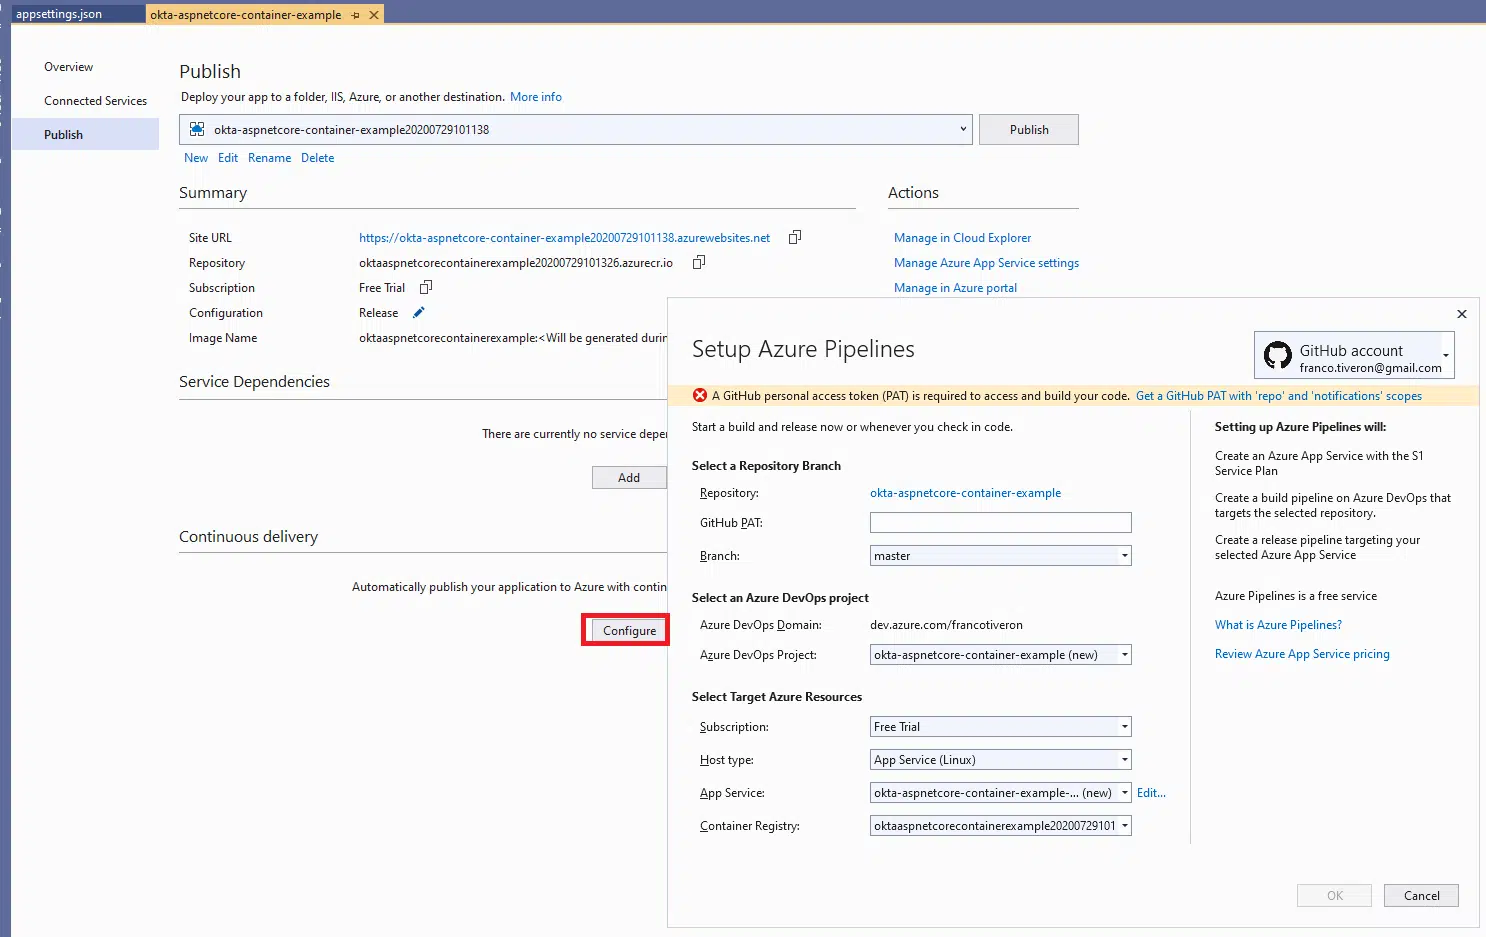 appsettings.json
okta-aspnetcore-container-example
Overview
Connected Services
Publish
Publish
Deploy your app to a folder, IIS, Azure, or another destination. More info
okta-aspnetcore-container-example20200729101138
Publish
New Edit Rename Delete
Summary
Site URL https://okta-aspnetcore-container-example20200729101138.azurewebsites.net
Repository oktaaspnetcorecontainerexample20200729101326.azurecr.io
Subscription Free Trial
Configuration Release
Image Name oktaaspnetcorecontainerexample:<Will be generated durin
Actions
Manage in Cloud Explorer
Manage Azure App Service settings
Manage in Azure portal
Service Dependencies
There are currently no service depe
Add
Continuous delivery
Automatically publish your application to Azure with contin
Configure
Setup Azure Pipelines
GitHub account
franco.tiveron@gmail.com
A GitHub personal access token (PAT) is required to access and build your code. Get a GitHub PAT with 'repo' and 'notifications' scopes
Start a build and release now or whenever you check in code.
Select a Repository Branch
Repository: okta-aspnetcore-container-example
GitHub PAT:
Branch: master
Select an Azure DevOps project
Azure DevOps Domain: dev.azure.com/francotiveron
Azure DevOps Project: okta-aspnetcore-container-example (new)
Select Target Azure Resources
Subscription: Free Trial
Host type: App Service (Linux)
App Service: okta-aspnetcore-container-example-... (new) Edit...
Container Registry: oktaaspnetcorecontainerexample20200729101
Setting up Azure Pipelines will:
Create an Azure App Service with the S1
Service Plan
Create a build pipeline on Azure DevOps that
targets the selected repository.
Create a release pipeline targeting your
selected Azure App Service
Azure Pipelines is a free service
What is Azure Pipelines?
Review Azure App Service pricing
OK
Cancel